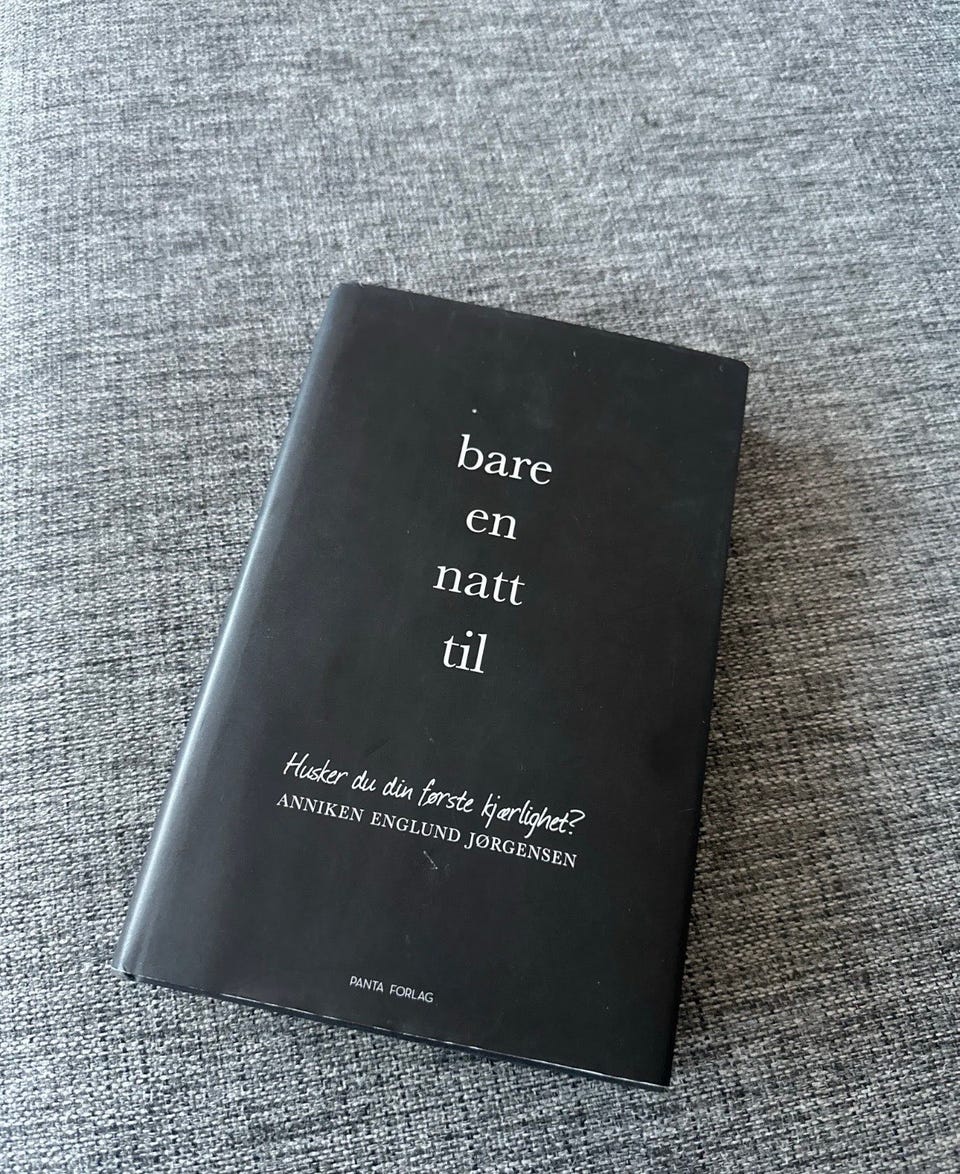 bare
en
natt
til
Husker du din første kjærlighet?
ANNIKEN ENGLUND JØRGENSEN
PANTA FORLAG